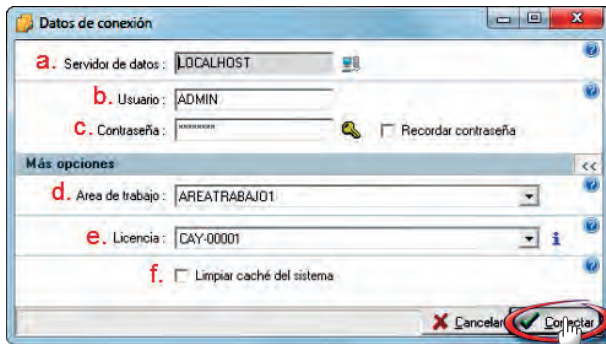 Datos de conexión
a. Servidor de datos : LOCALHOST
b. Usuario : ADMIN
c. Contraseña : ******** Recordar contraseña
Más opciones <<
d. Area de trabajo : AREATRABAJO1
e. Licencia : CAY-00001
f. Limpiar caché del sistema
Cancelar Conectar